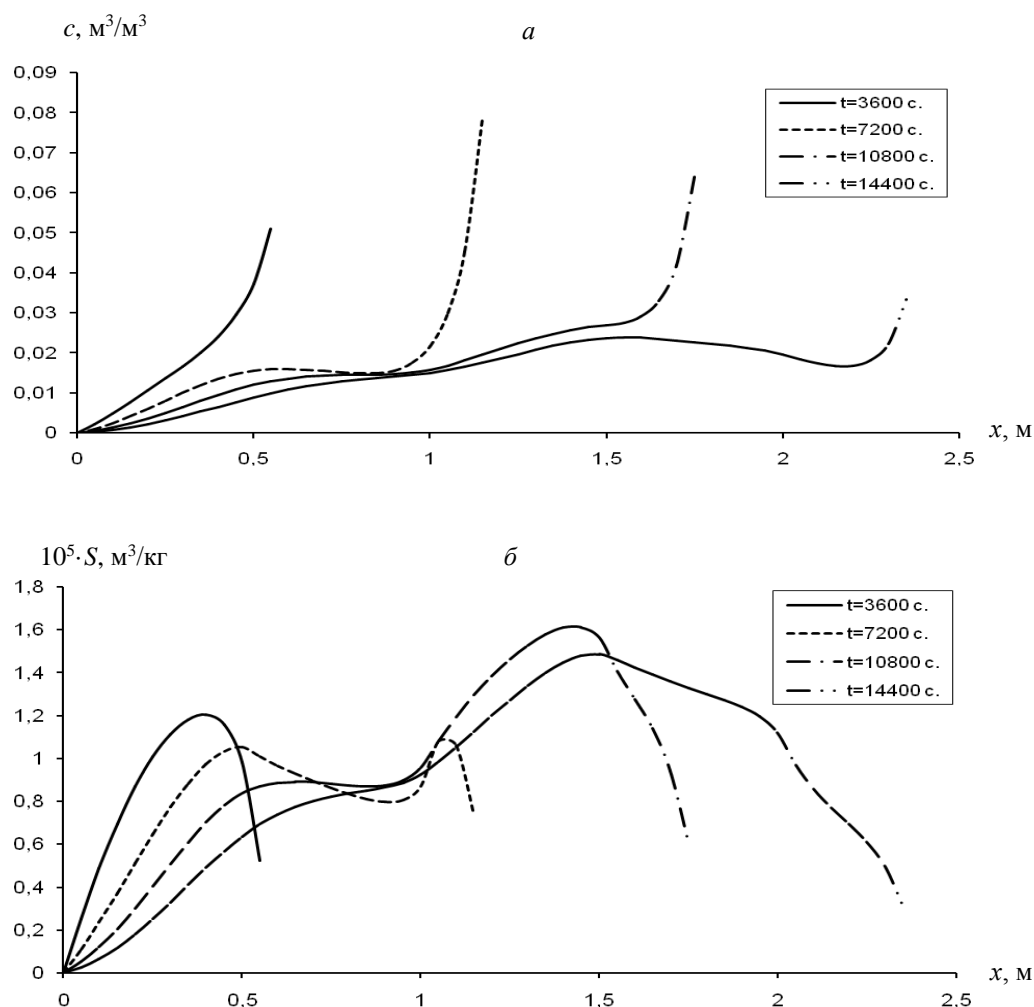 c, м³/м³
а
0,09
0,08
0,07
0,06
0,05
0,04
0,03
0,02
0,01
0
t=3600 с.
t=7200 с.
t=10800 с.
t=14400 с.
0 0,5 1 1,5 2 2,5
x, м
10⁵·S, м³/кг
б
1,8
1,6
1,4
1,2
1
0,8
0,6
0,4
0,2
0
t=3600 с.
t=7200 с.
t=10800 с.
t=14400 с.
0 0,5 1 1,5 2 2,5
x, м